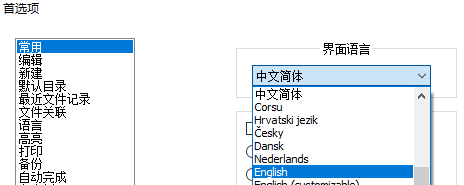 首选项
常用
编辑
新建
默认目录
最近文件记录
文件关联
语言
高亮
打印
备份
自动完成
界面语言
中文简体
中文简体
Corsu
Hrvatski jezik
Česky
Dansk
Nederlands
English
English (customizable)